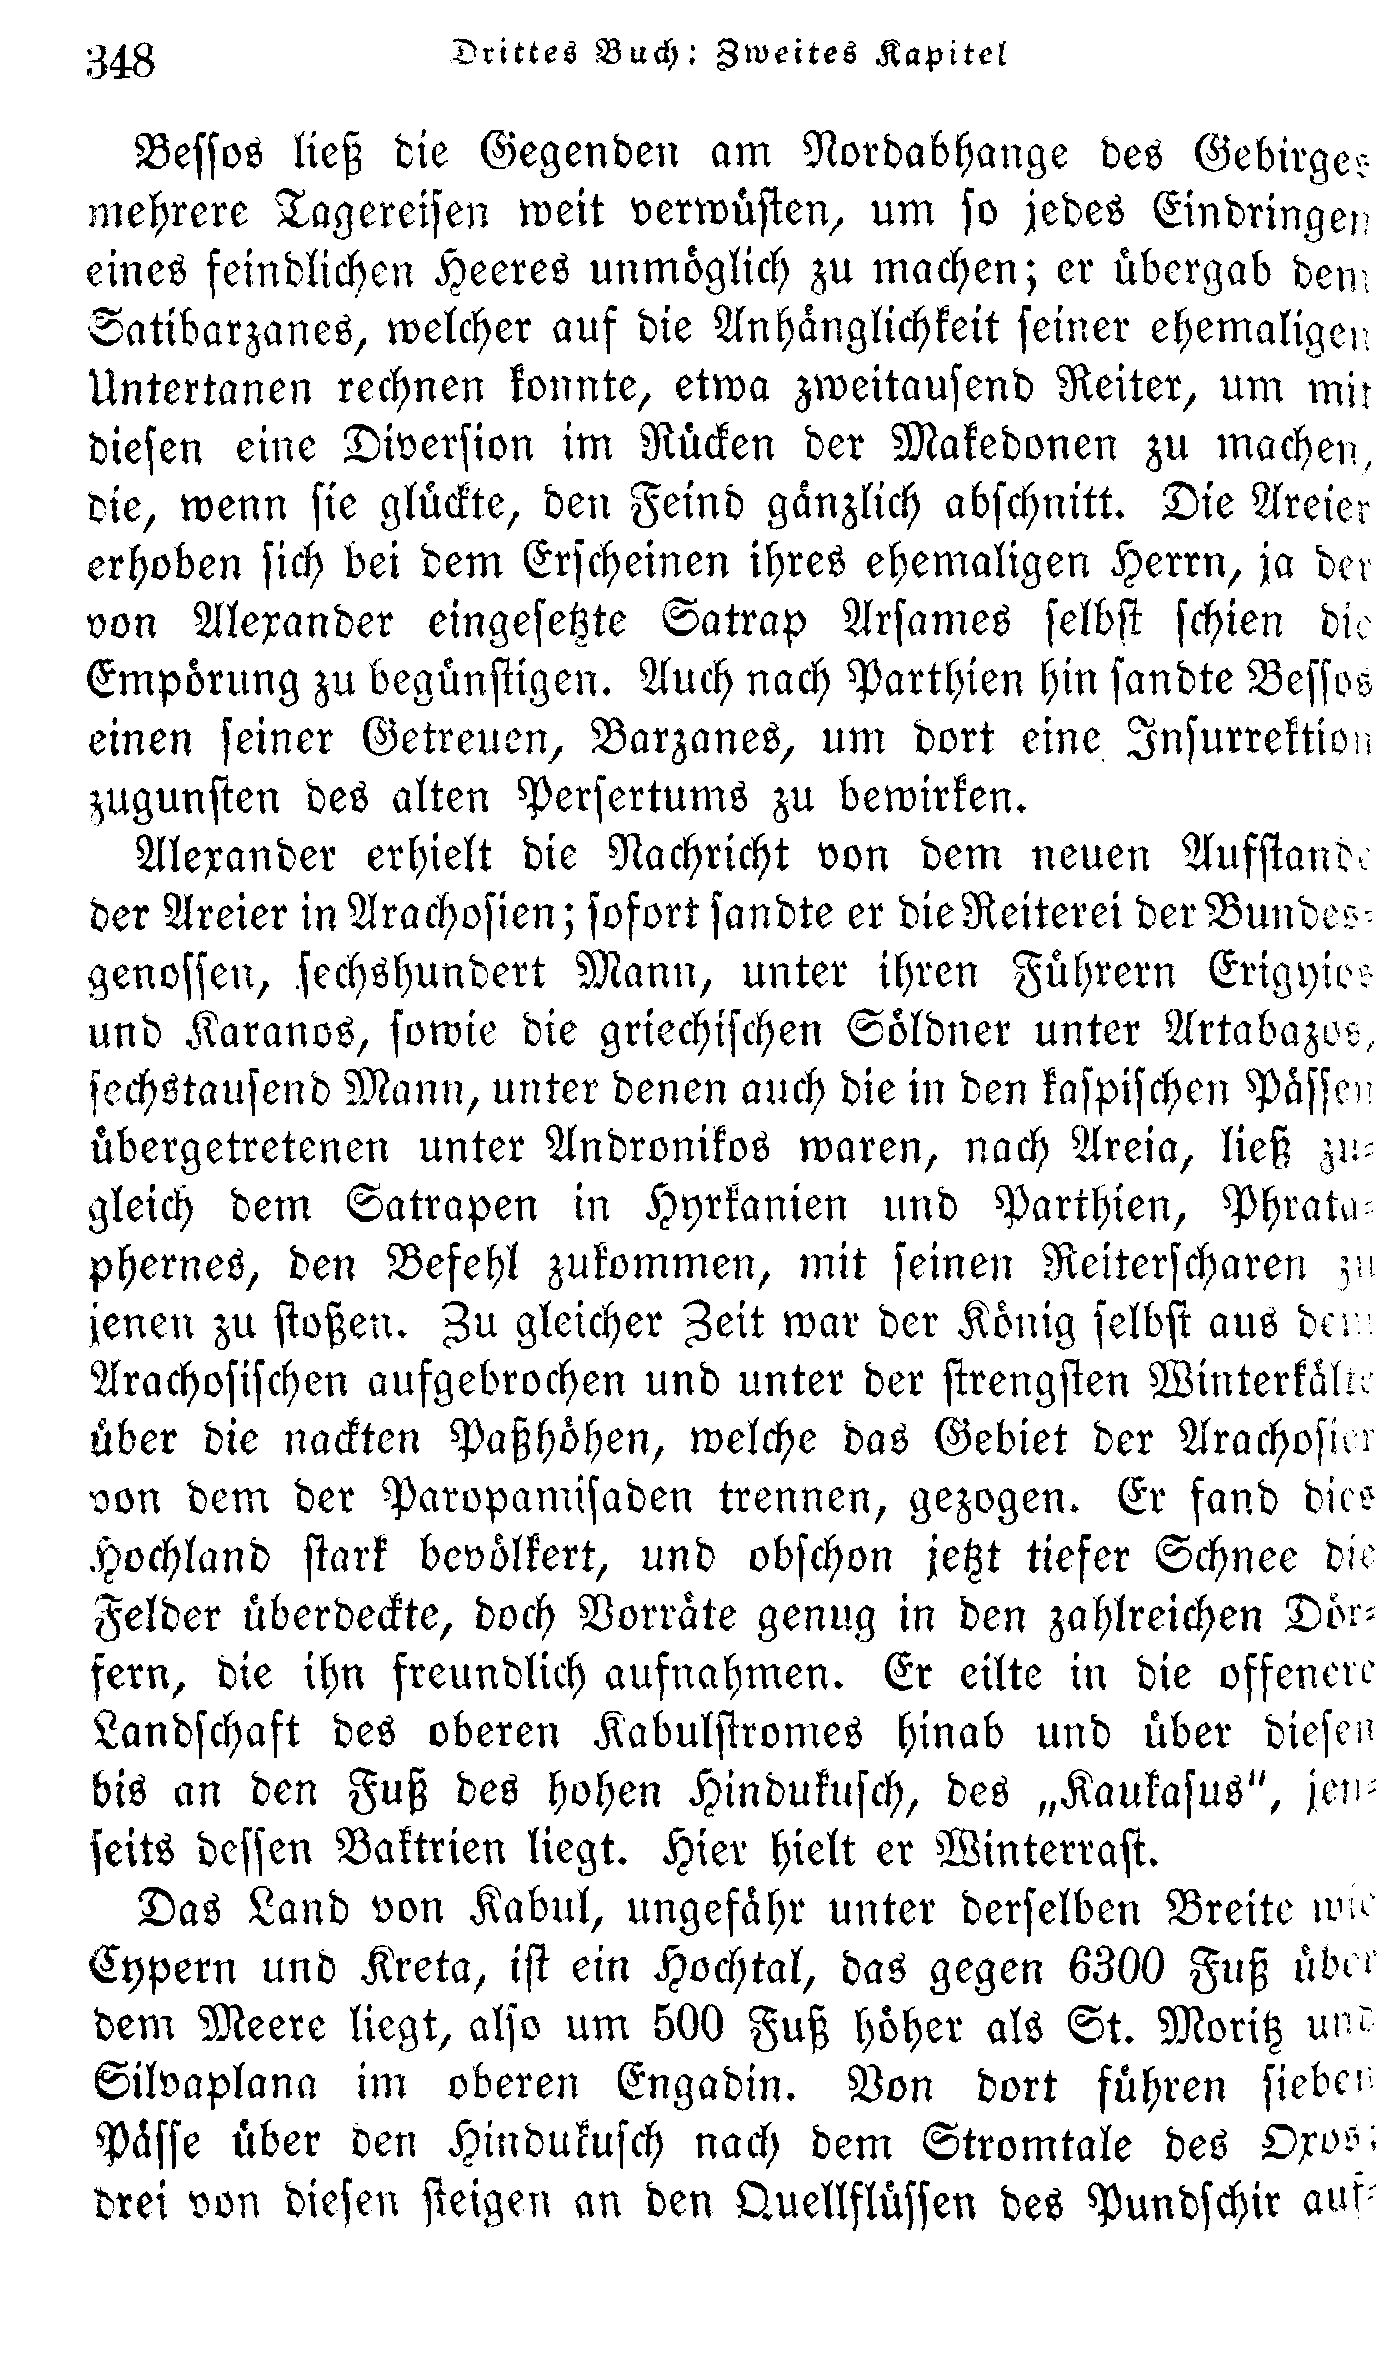 348 Drittes Buch: Zweites Kapitel
Bessos ließ die Gegenden am Nordabhange des Gebirges
mehrere Tagereisen weit verwüsten, um so jedes Eindringen
eines feindlichen Heeres unmöglich zu machen; er übergab dem
Satibarzanes, welcher auf die Anhänglichkeit seiner ehemaligen
Untertanen rechnen konnte, etwa zweitausend Reiter, um mit
diesen eine Diversion im Rücken der Makedonen zu machen,
die, wenn sie glückte, den Feind gänzlich abschnitt. Die Areier
erhoben sich bei dem Erscheinen ihres ehemaligen Herrn, ja der
von Alexander eingesetzte Satrap Arsames selbst schien die
Empörung zu begünstigen. Auch nach Parthien hin sandte Bessos
einen seiner Getreuen, Barzanes, um dort eine Insurrektion
zugunsten des alten Persertums zu bewirken.
Alexander erhielt die Nachricht von dem neuen Aufstande
der Areier in Arachosien; sofort sandte er die Reiterei der Bundes-
genossen, sechshundert Mann, unter ihren Führern Erigyios
und Karanos, sowie die griechischen Söldner unter Artabazos,
sechstausend Mann, unter denen auch die in den kaspischen Pässen
übergetretenen unter Andronikos waren, nach Areia, ließ zu-
gleich dem Satrapen in Hyrkanien und Parthien, Phrata-
phernes, den Befehl zukommen, mit seinen Reiterscharen zu
jenen zu stoßen. Zu gleicher Zeit war der König selbst aus dem
Arachosischen aufgebrochen und unter der strengsten Winterkälte
über die nackten Paßhöhen, welche das Gebiet der Arachosier
von dem der Paropamisaden trennen, gezogen. Er fand dies
Hochland stark bevölkert, und obschon jetzt tiefer Schnee die
Felder überdeckte, doch Vorräte genug in den zahlreichen Dör-
fern, die ihn freundlich aufnahmen. Er eilte in die offenere
Landschaft des oberen Kabulstromes hinab und über diesen
bis an den Fuß des hohen Hindukusch, des „Kaukasus“, jen-
seits dessen Baktrien liegt. Hier hielt er Winterrast.
Das Land von Kabul, ungefähr unter derselben Breite wie
Cypern und Kreta, ist ein Hochtal, das gegen 6300 Fuß über
dem Meere liegt, also um 500 Fuß höher als St. Moritz und
Silvaplana im oberen Engadin. Von dort führen sieben
Pässe über den Hindukusch nach dem Stromtale des Oxos;
drei von diesen steigen an den Quellflüssen des Pundschir auf-